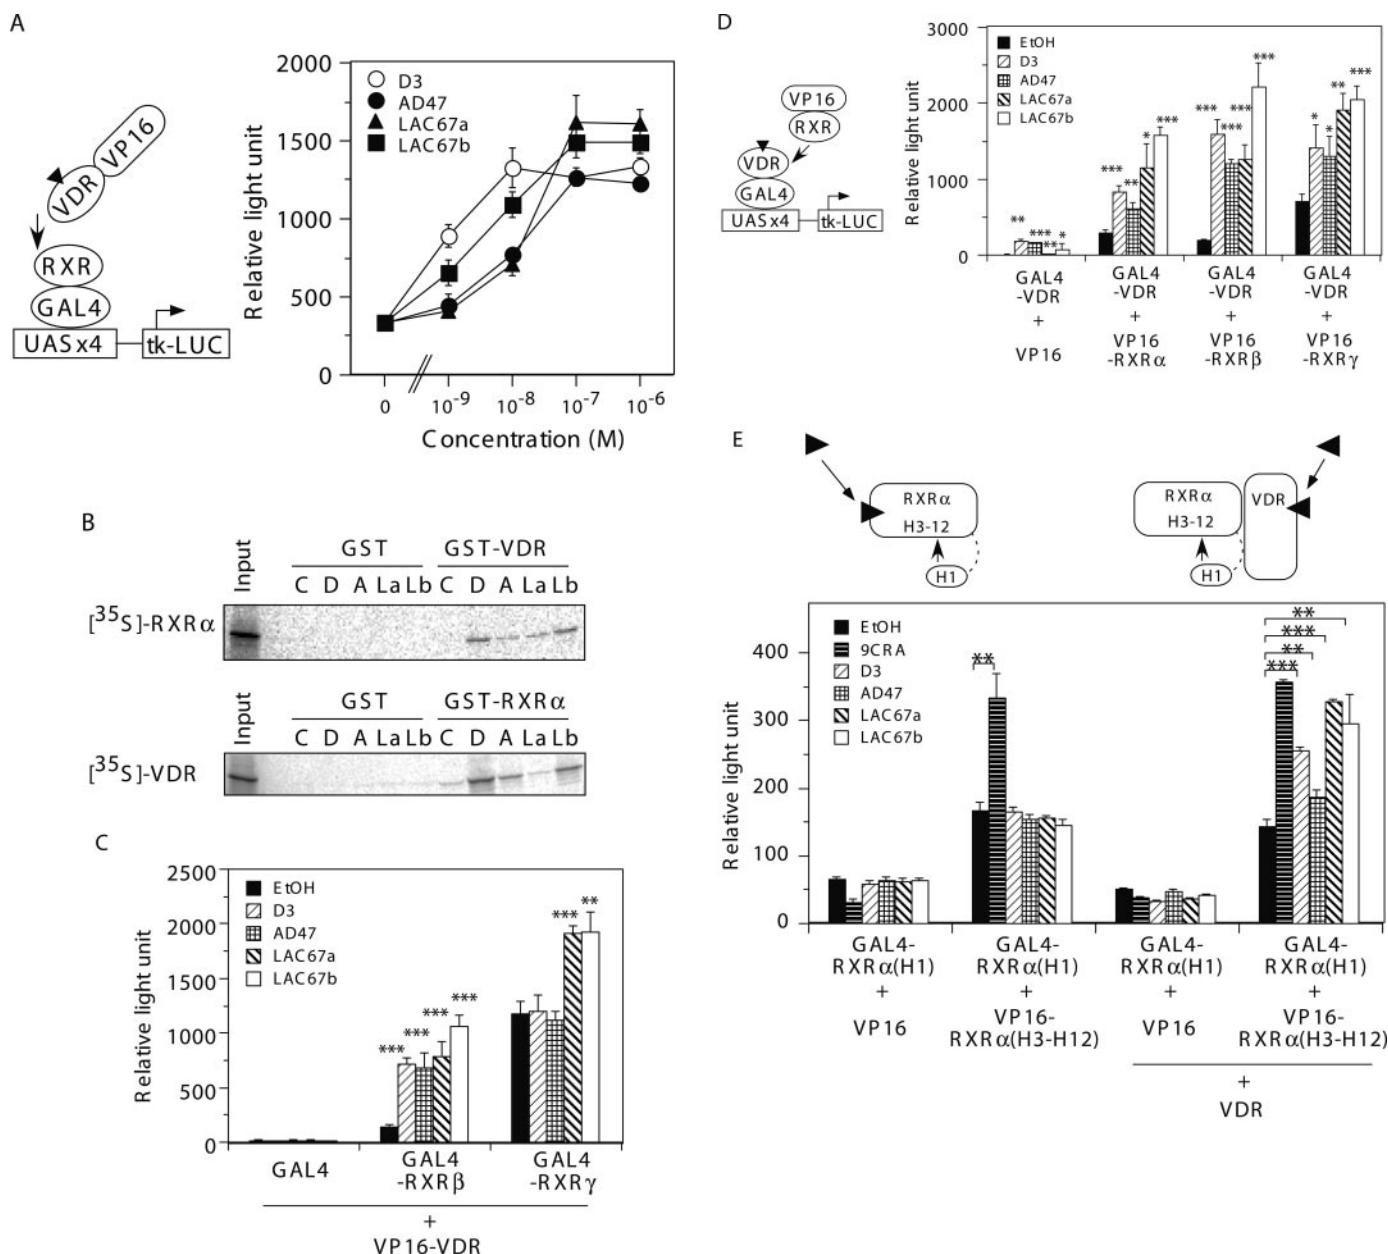 A
VP16
VDR
RXR
GAL4
UASx4
tk-LUC
Relative light unit
2000
1500
1000
500
0
D3
AD47
LAC67a
LAC67b
0 10-9 10-8 10-7 10-6
Concentration (M)
B
Input
GST GST-VDR
C D A La Lb C D A La Lb
[35S]-RXRα
Input
GST GST-RXRα
C D A La Lb C D A La Lb
[35S]-VDR
C
Relative light unit
2500
2000
1500
1000
500
0
EtOH
D3
AD47
LAC67a
LAC67b
*** *** *** *** *** **
GAL4
GAL4
-RXRβ
GAL4
-RXRγ
+
VP16-VDR
D
VP16
RXR
VDR
GAL4
UASx4
tk-LUC
Relative light unit
3000
2000
1000
0
EtOH
D3
AD47
LAC67a
LAC67b
** *** ** *
*** ** * ***
*** *** *** ***
* * ** ***
GAL4
-VDR
+
VP16
GAL4
-VDR
+
VP16
-RXRα
GAL4
-VDR
+
VP16
-RXRβ
GAL4
-VDR
+
VP16
-RXRγ
E
RXRα
H3-12
H1
RXRα
H3-12
H1
VDR
Relative light unit
400
300
200
100
0
EtOH
9CRA
D3
AD47
LAC67a
LAC67b
**
**
***
**
***
GAL4-
RXRα(H1)
+
VP16
GAL4-
RXRα(H1)
+
VP16-
RXRα(H3-H12)
GAL4-
RXRα(H1)
+
VP16
GAL4-
RXRα(H1)
+
VP16-
RXRα(H3-H12)
+
VDR